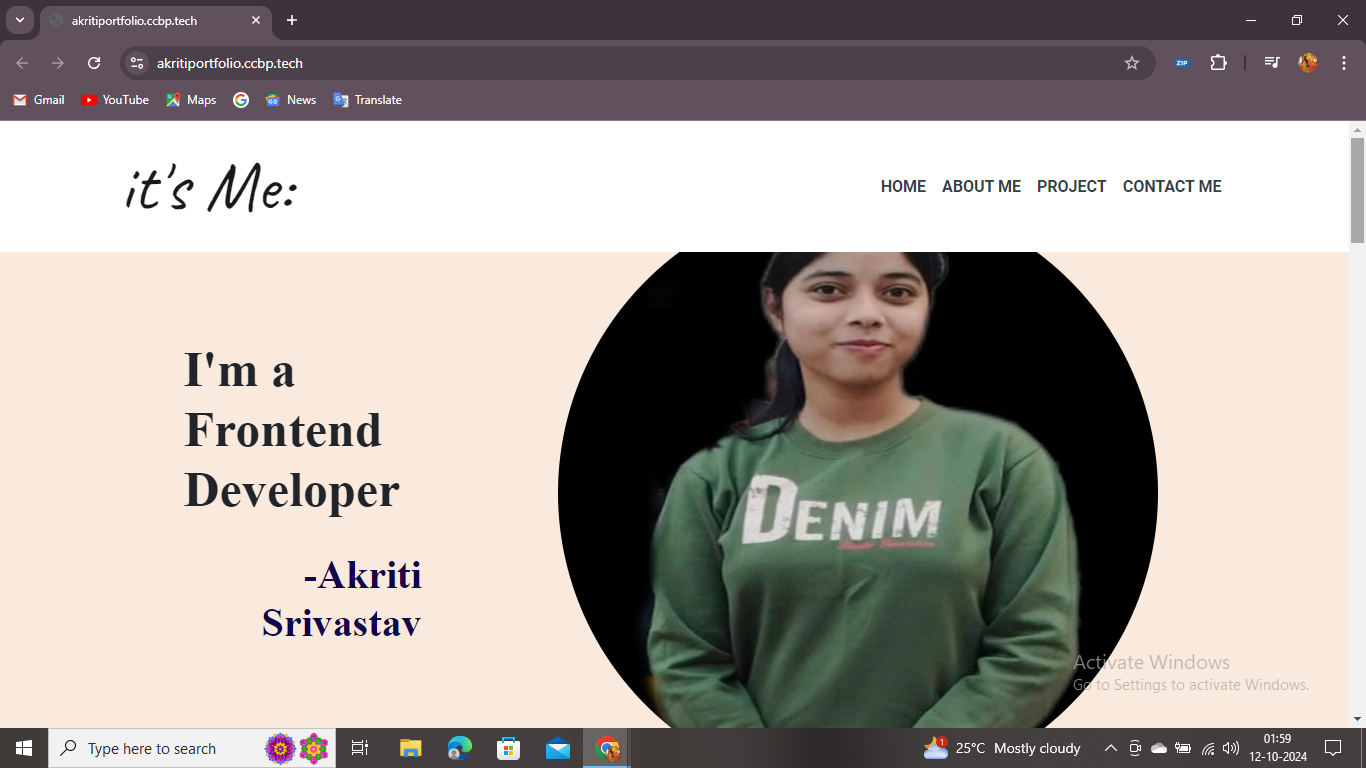 akritiportfolio.ccbp.tech
akritiportfolio.ccbp.tech
ZIP
Gmail
YouTube
Maps
News
Translate
it's Me:
HOME
ABOUT ME
PROJECT
CONTACT ME
I'm a
Frontend
Developer
-Akriti
Srivastav
DENIM
Activate Windows
Go to Settings to activate Windows.
Type here to search
1
25°C Mostly cloudy
01:59
12-10-2024